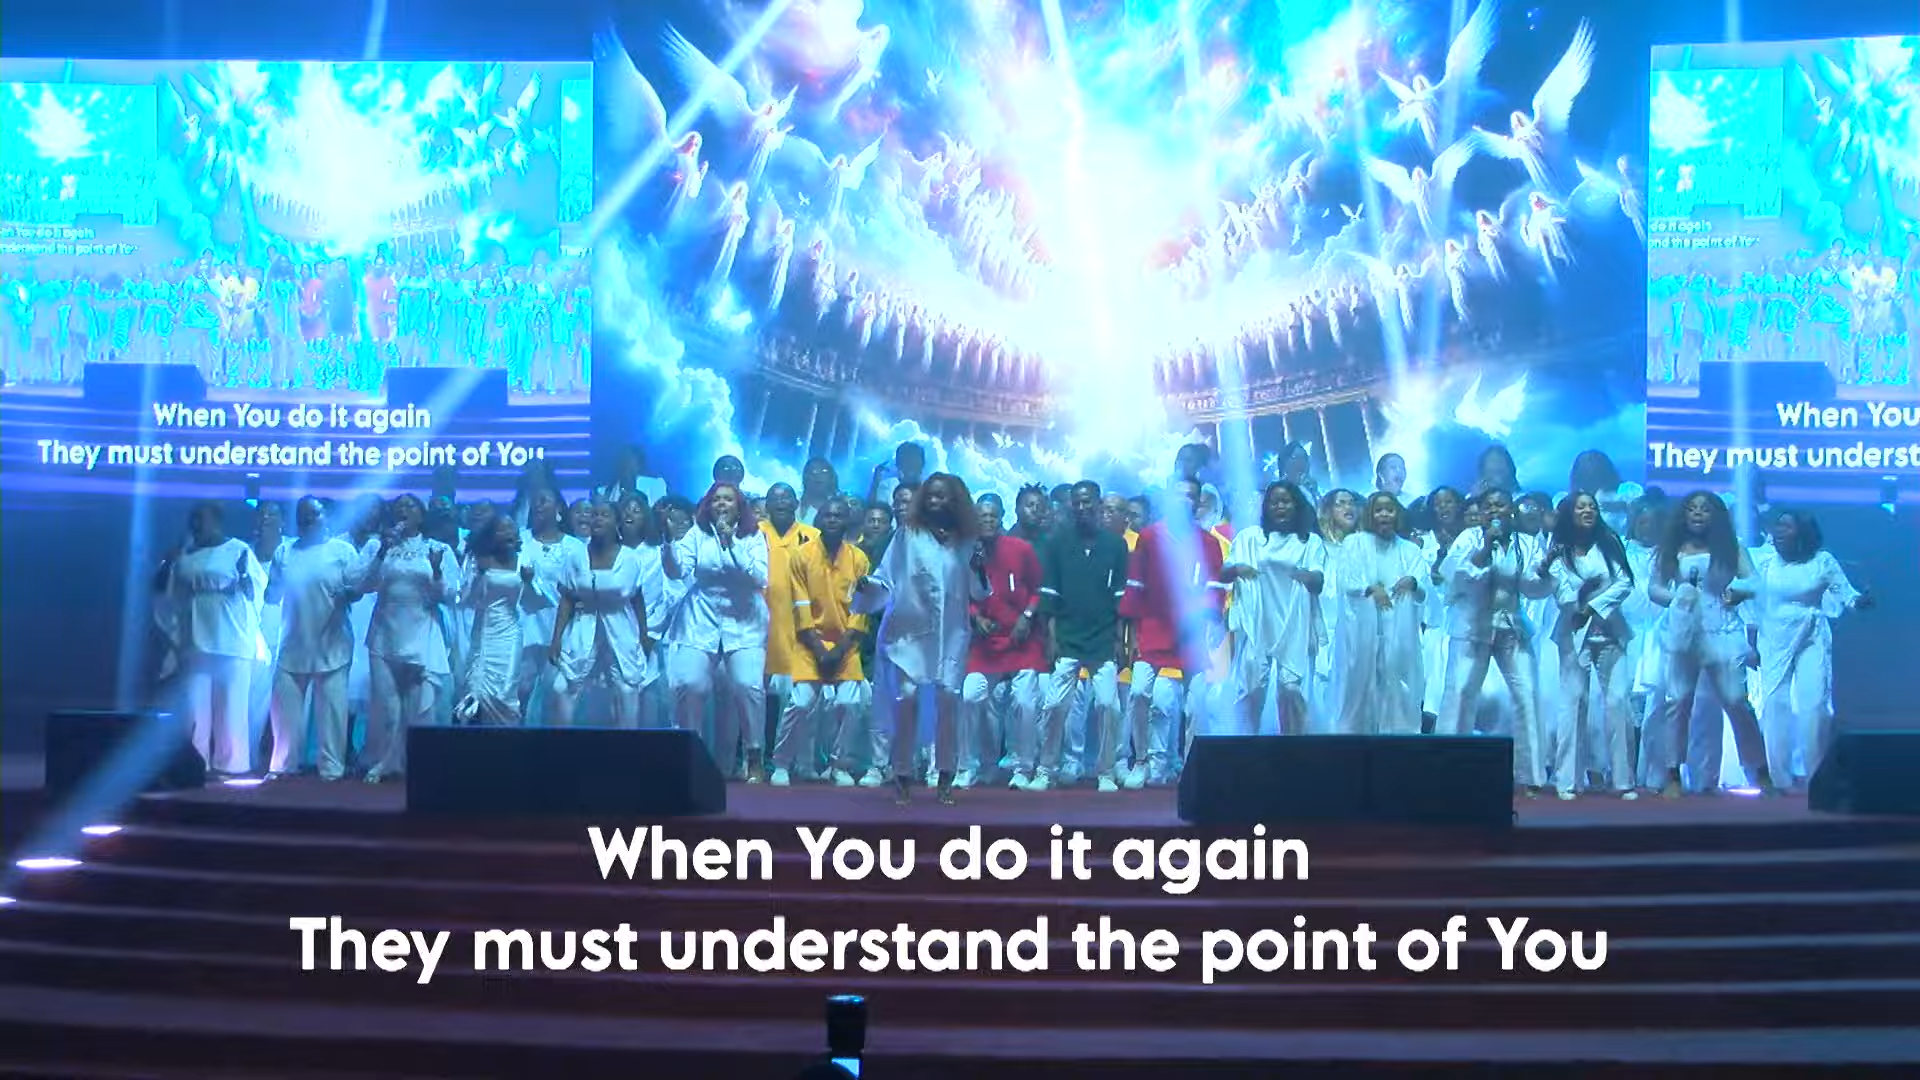 When You do it again
They must understand the point of You
When You
They must underst
When You do it again
They must understand the point of You